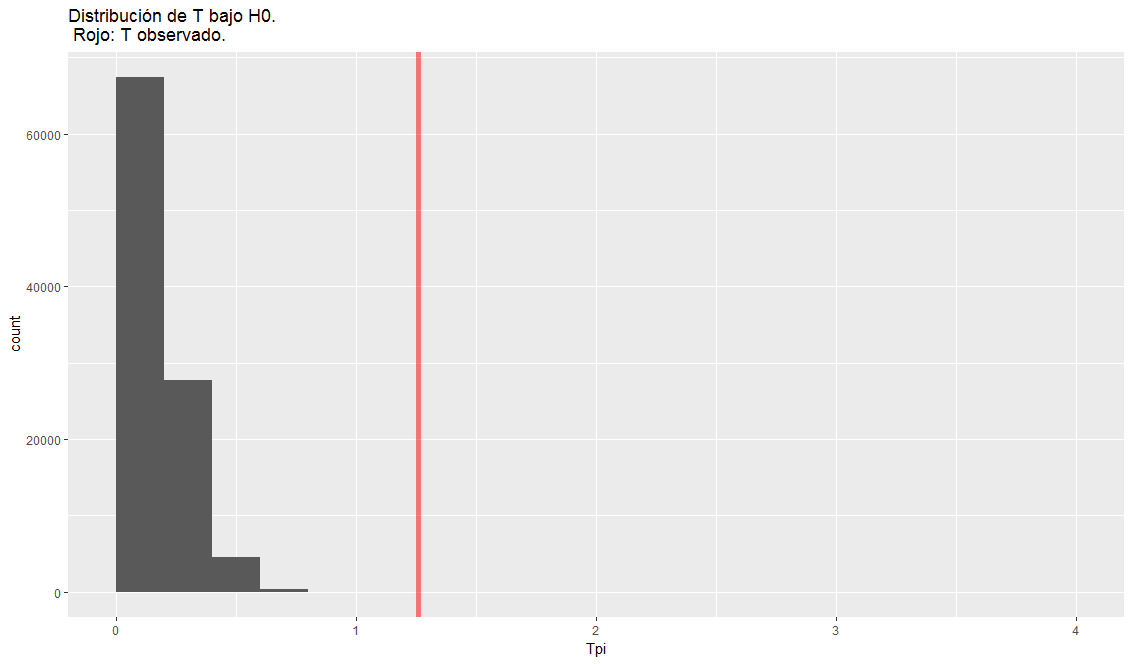 Distribución de T bajo H0.
Rojo: T observado.
60000
40000
20000
0
count
0 1 2 3 4
Tpi